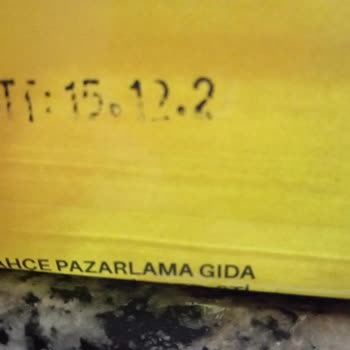 TT: 15.12.2
AHCE PAZARLAMA GIDA